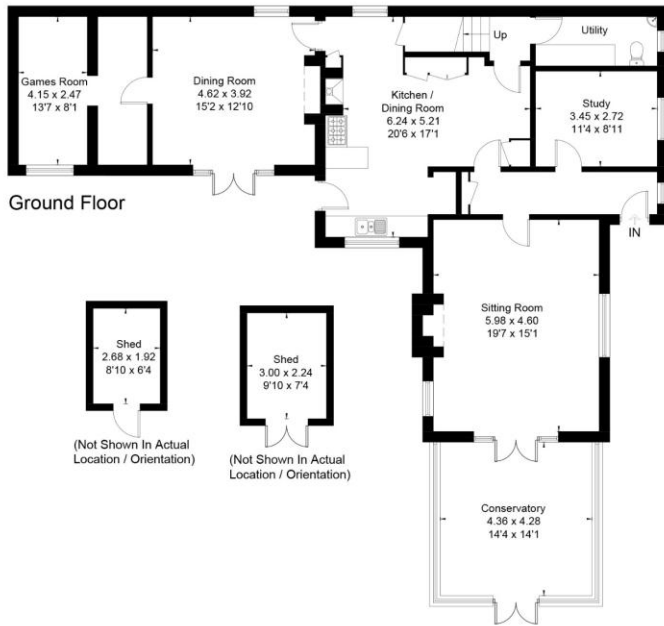 Games Room
4.15 x 2.47
13'7 x 8'1
Dining Room
4.62 x 3.92
15'2 x 12'10
Kitchen /
Dining Room
6.24 x 5.21
20'6 x 17'1
Up
Utility
Study
3.45 x 2.72
11'4 x 8'11
Ground Floor
IN
Sitting Room
5.98 x 4.60
19'7 x 15'1
Shed
2.68 x 1.92
8'10 x 6'4
(Not Shown In Actual
Location / Orientation)
Shed
3.00 x 2.24
9'10 x 7'4
(Not Shown In Actual
Location / Orientation)
Conservatory
4.36 x 4.28
14'4 x 14'1